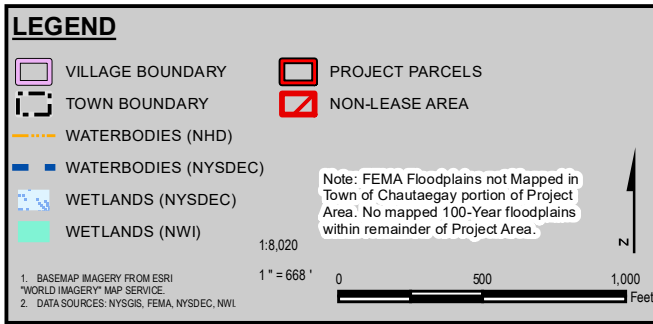 LEGEND
VILLAGE BOUNDARY
TOWN BOUNDARY
WATERBODIES (NHD)
WATERBODIES (NYSDEC)
WETLANDS (NYSDEC)
WETLANDS (NWI)
PROJECT PARCELS
NON-LEASE AREA
Note: FEMA Floodplains not Mapped in
Town of Chautaegay portion of Project
Area. No mapped 100-Year floodplains
within remainder of Project Area.
N
1:8,020
1 " = 668 '
0 500 1,000
Feet
1. BASEMAP IMAGERY FROM ESRI
"WORLD IMAGERY" MAP SERVICE.
2. DATA SOURCES: NYSGIS, FEMA, NYSDEC, NWI.